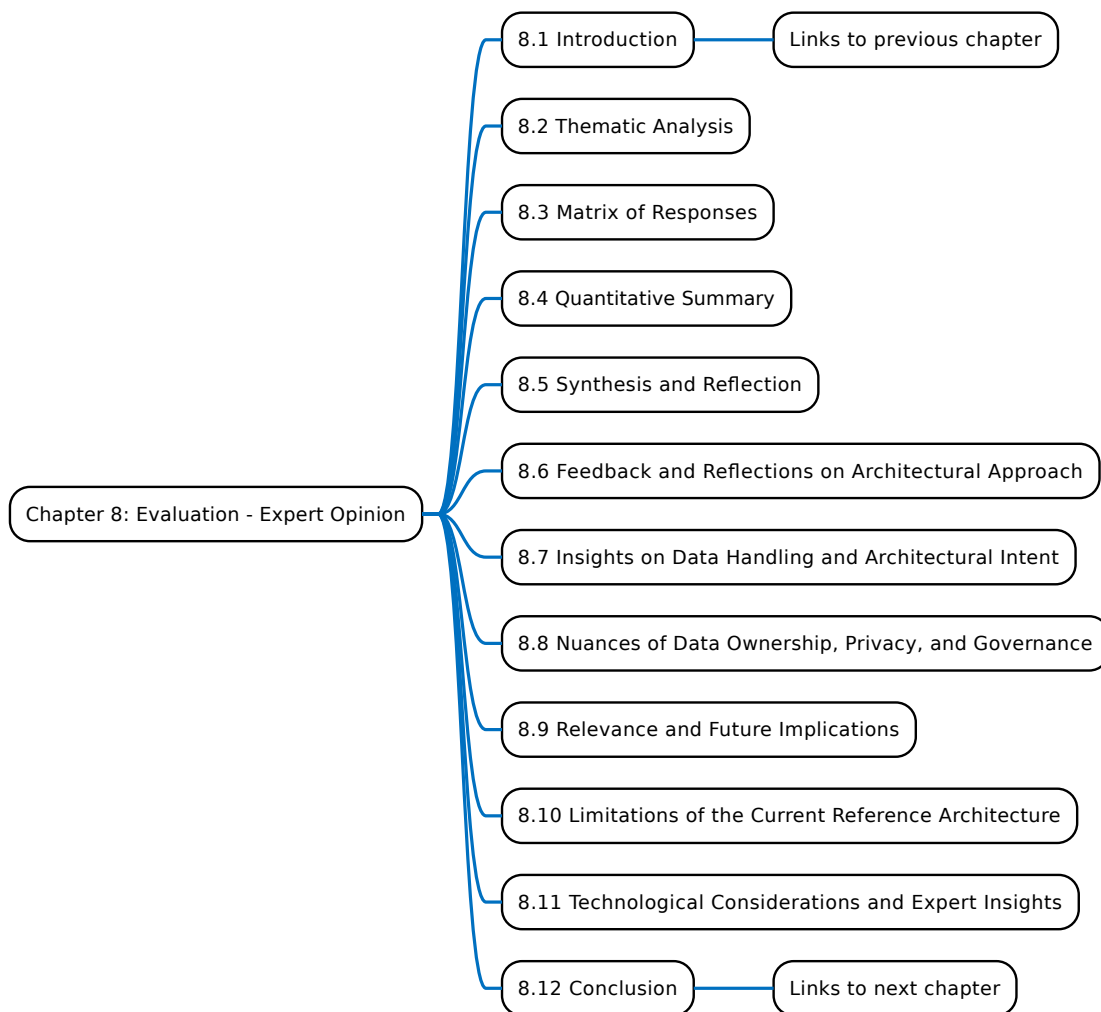 8.1 Introduction
Links to previous chapter
8.2 Thematic Analysis
8.3 Matrix of Responses
8.4 Quantitative Summary
8.5 Synthesis and Reflection
8.6 Feedback and Reflections on Architectural Approach
Chapter 8: Evaluation - Expert Opinion
8.7 Insights on Data Handling and Architectural Intent
8.8 Nuances of Data Ownership, Privacy, and Governance
8.9 Relevance and Future Implications
8.10 Limitations of the Current Reference Architecture
8.11 Technological Considerations and Expert Insights
8.12 Conclusion
Links to next chapter